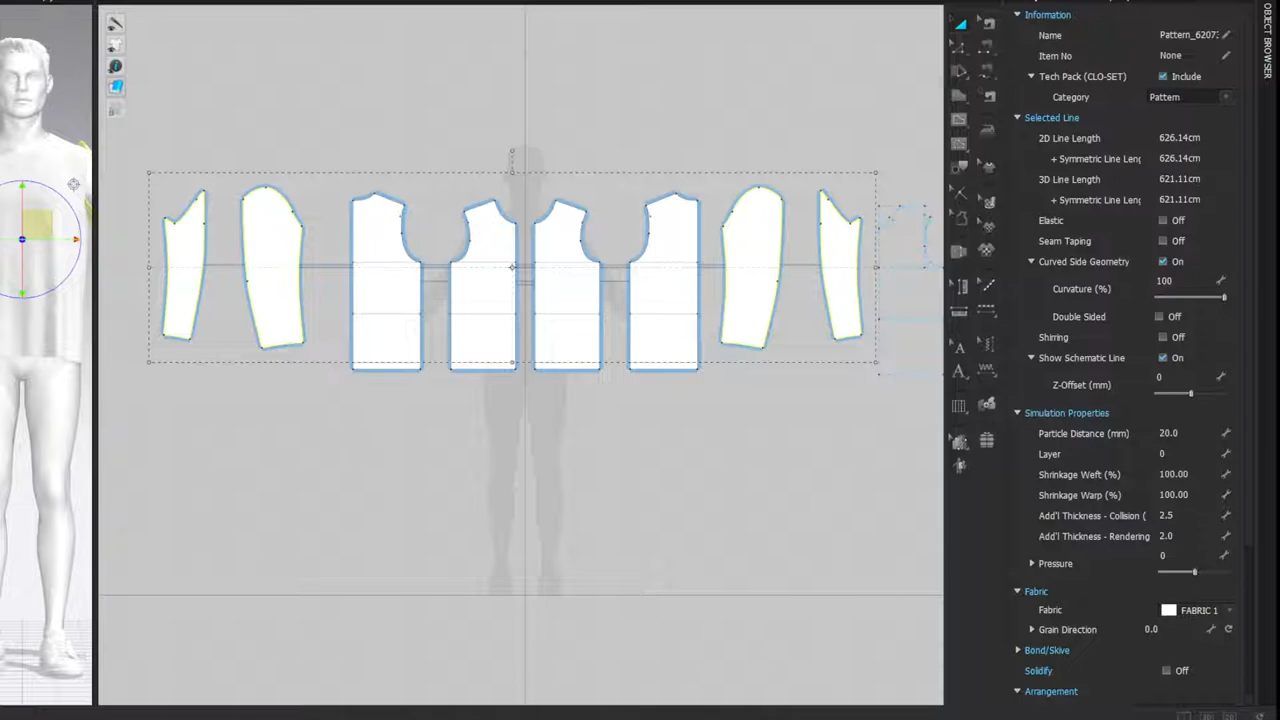 Information
Name Pattern_6207:
Item No None
Tech Pack (CLO-SET) Include
Category Pattern
Selected Line
2D Line Length 626.14cm
+ Symmetric Line Leng 626.14cm
3D Line Length 621.11cm
+ Symmetric Line Leng 621.11cm
Elastic Off
Seam Taping Off
Curved Side Geometry On
Curvature (%) 100
Double Sided Off
Shirring Off
Show Schematic Line On
Z-Offset (mm) 0
Simulation Properties
Particle Distance (mm) 20.0
Layer 0
Shrinkage Weft (%) 100.00
Shrinkage Warp (%) 100.00
Add'l Thickness - Collision ( 2.5
Add'l Thickness - Rendering 2.0
Pressure 0
Fabric
Fabric FABRIC 1
Grain Direction 0.0
Bond/Skive
Solidify Off
Arrangement
OBJECT BROWSER